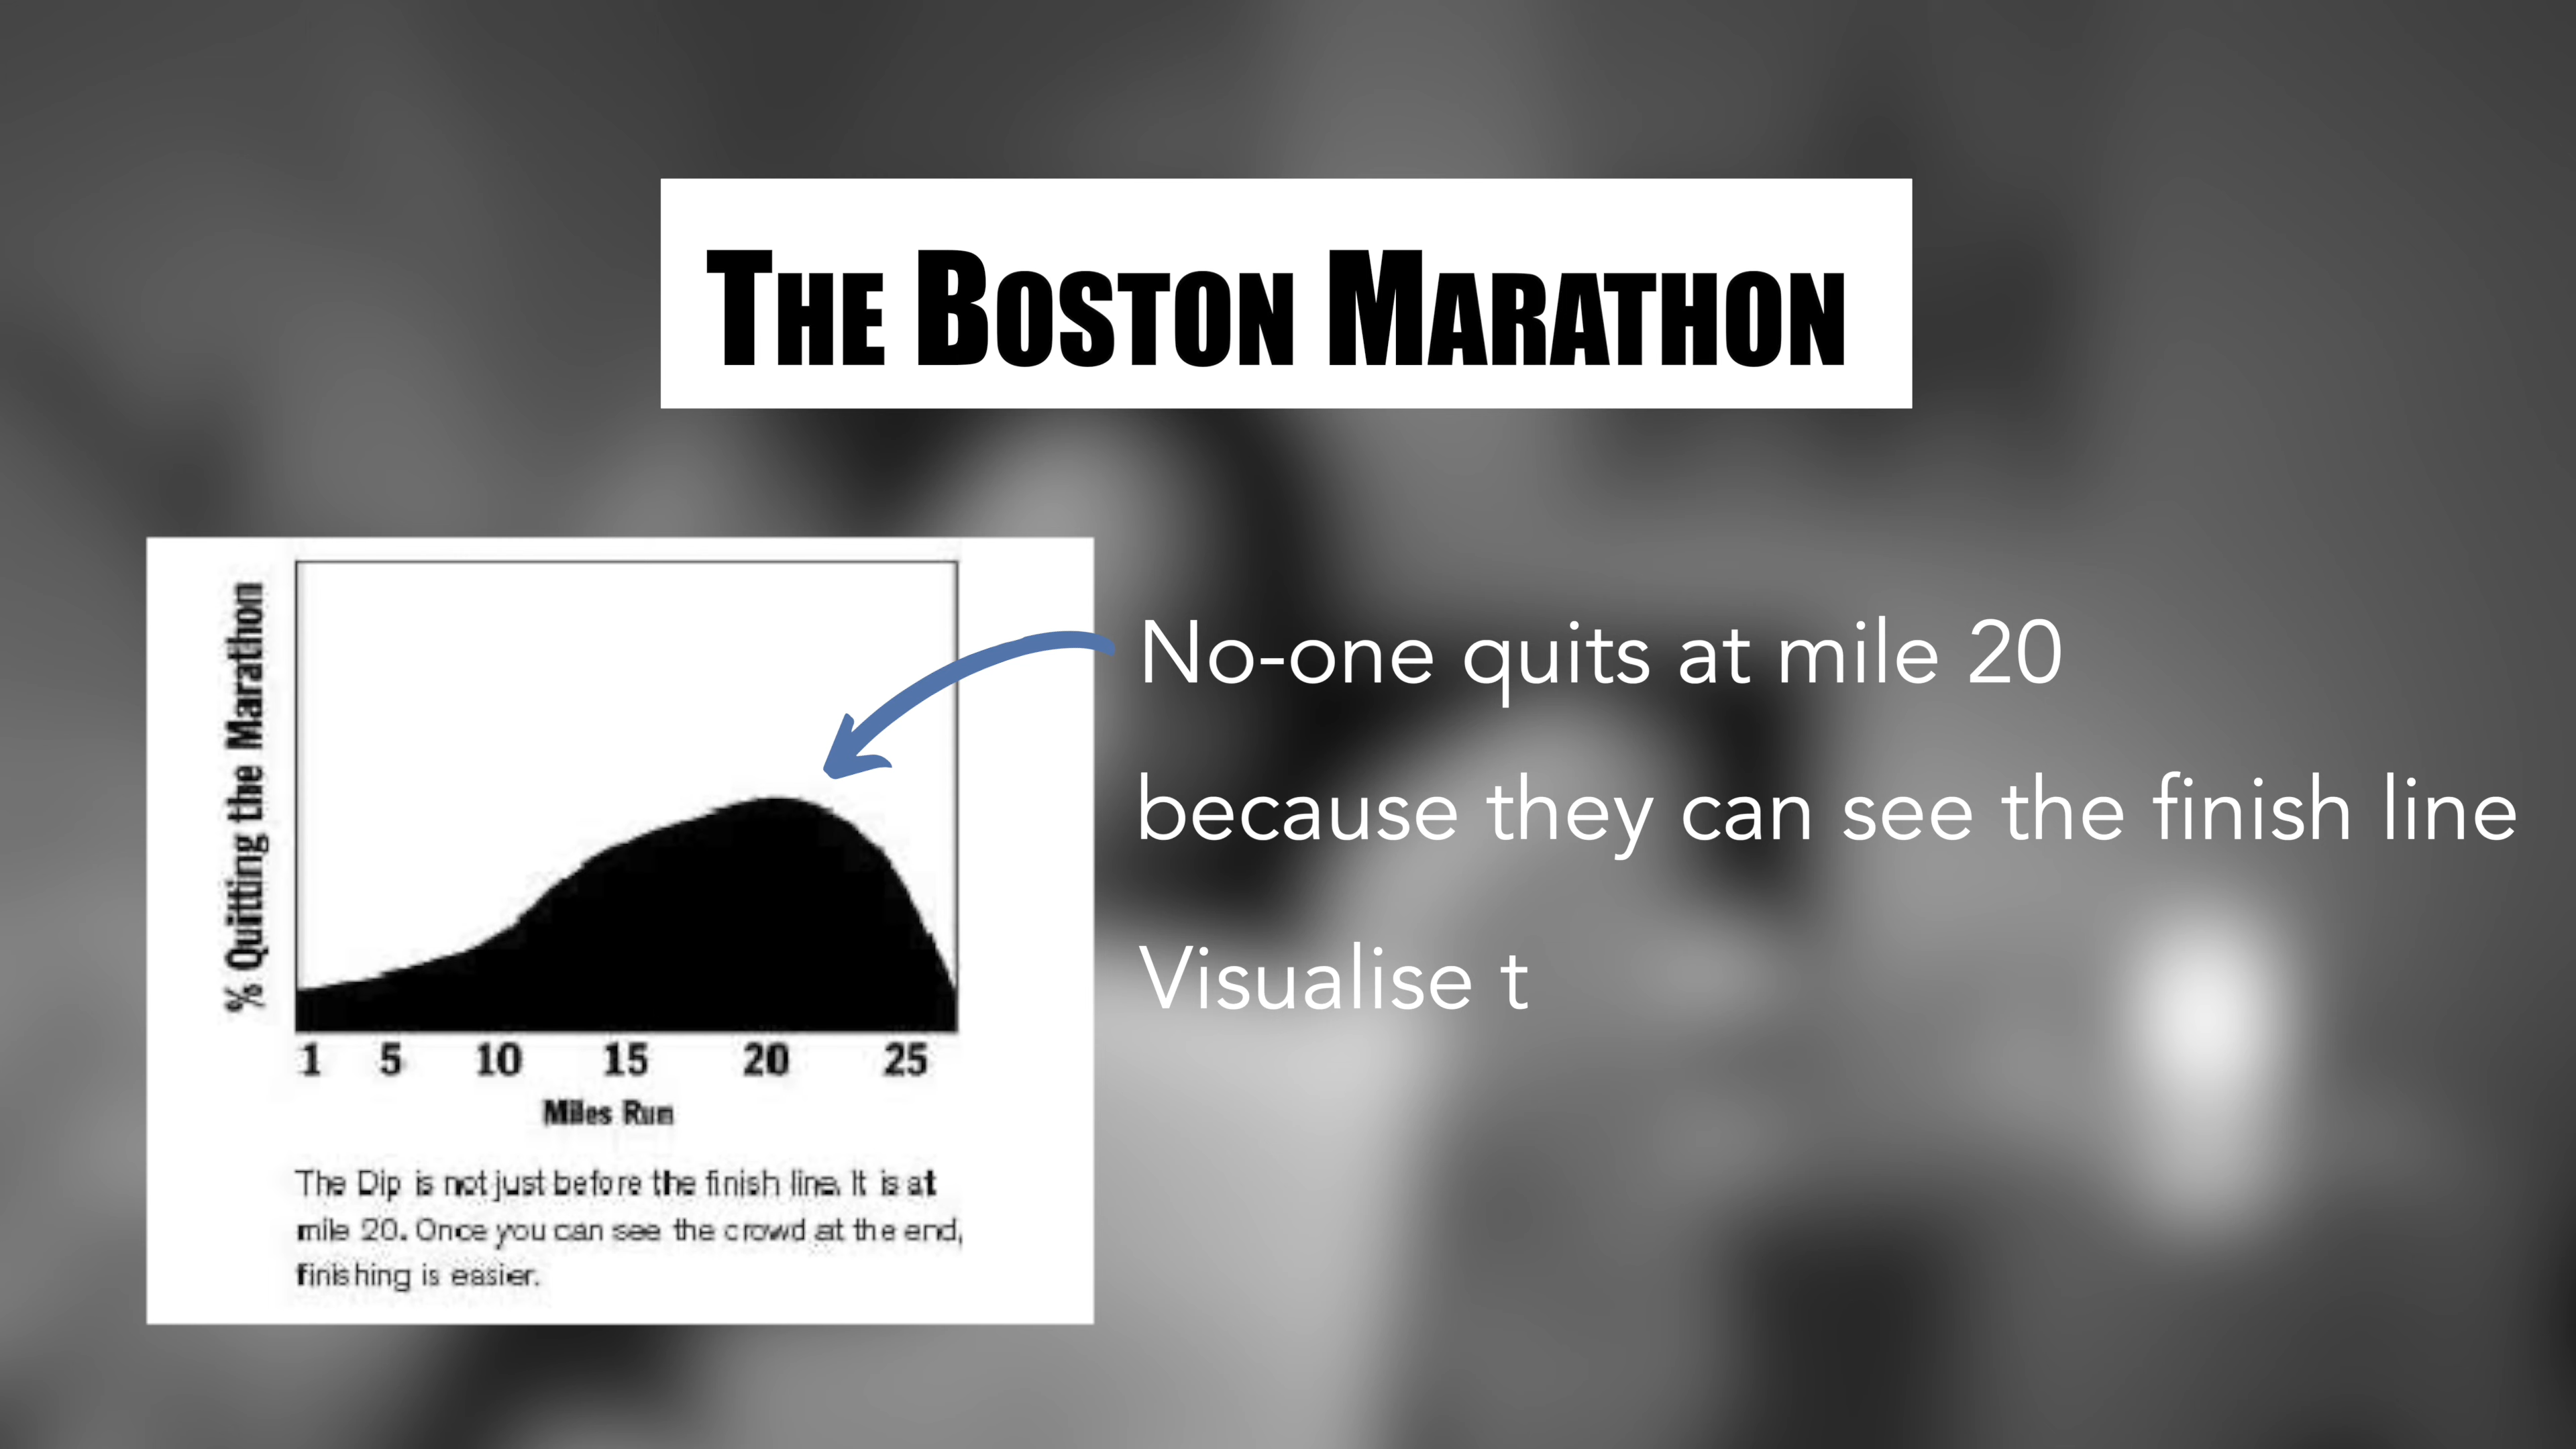 THE BOSTON MARATHON
% Quitting the Marathon
No-one quits at mile 20
because they can see the finish line
Visualise t
1 5 10 15 20 25
Miles Run
The Dip is not just before the finish line. It is at
mile 20. Once you can see the crowd at the end,
finishing is easier.